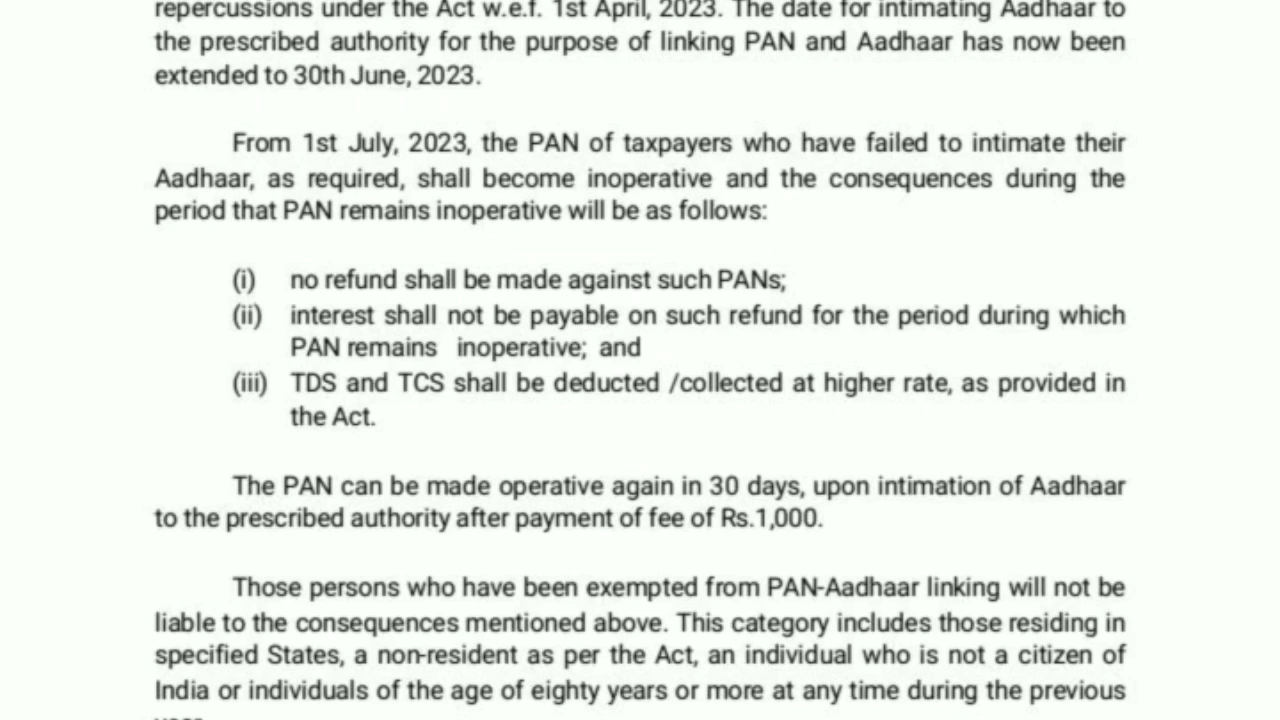 repercussions under the Act w.e.f. 1st April, 2023. The date for intimating Aadhaar to
the prescribed authority for the purpose of linking PAN and Aadhaar has now been
extended to 30th June, 2023.
From 1st July, 2023, the PAN of taxpayers who have failed to intimate their
Aadhaar, as required, shall become inoperative and the consequences during the
period that PAN remains inoperative will be as follows:
(i) no refund shall be made against such PANs;
(ii) interest shall not be payable on such refund for the period during which
PAN remains inoperative; and
(iii) TDS and TCS shall be deducted /collected at higher rate, as provided in
the Act.
The PAN can be made operative again in 30 days, upon intimation of Aadhaar
to the prescribed authority after payment of fee of Rs.1,000.
Those persons who have been exempted from PAN-Aadhaar linking will not be
liable to the consequences mentioned above. This category includes those residing in
specified States, a non-resident as per the Act, an individual who is not a citizen of
India or individuals of the age of eighty years or more at any time during the previous